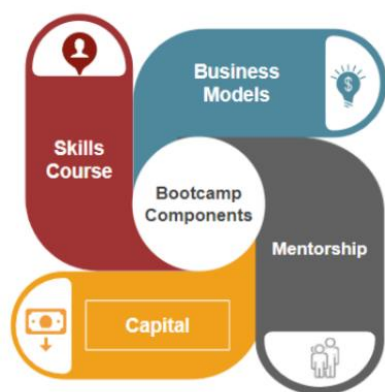 Business
Models
Skills
Course
Bootcamp
Components
Mentorship
Capital
$